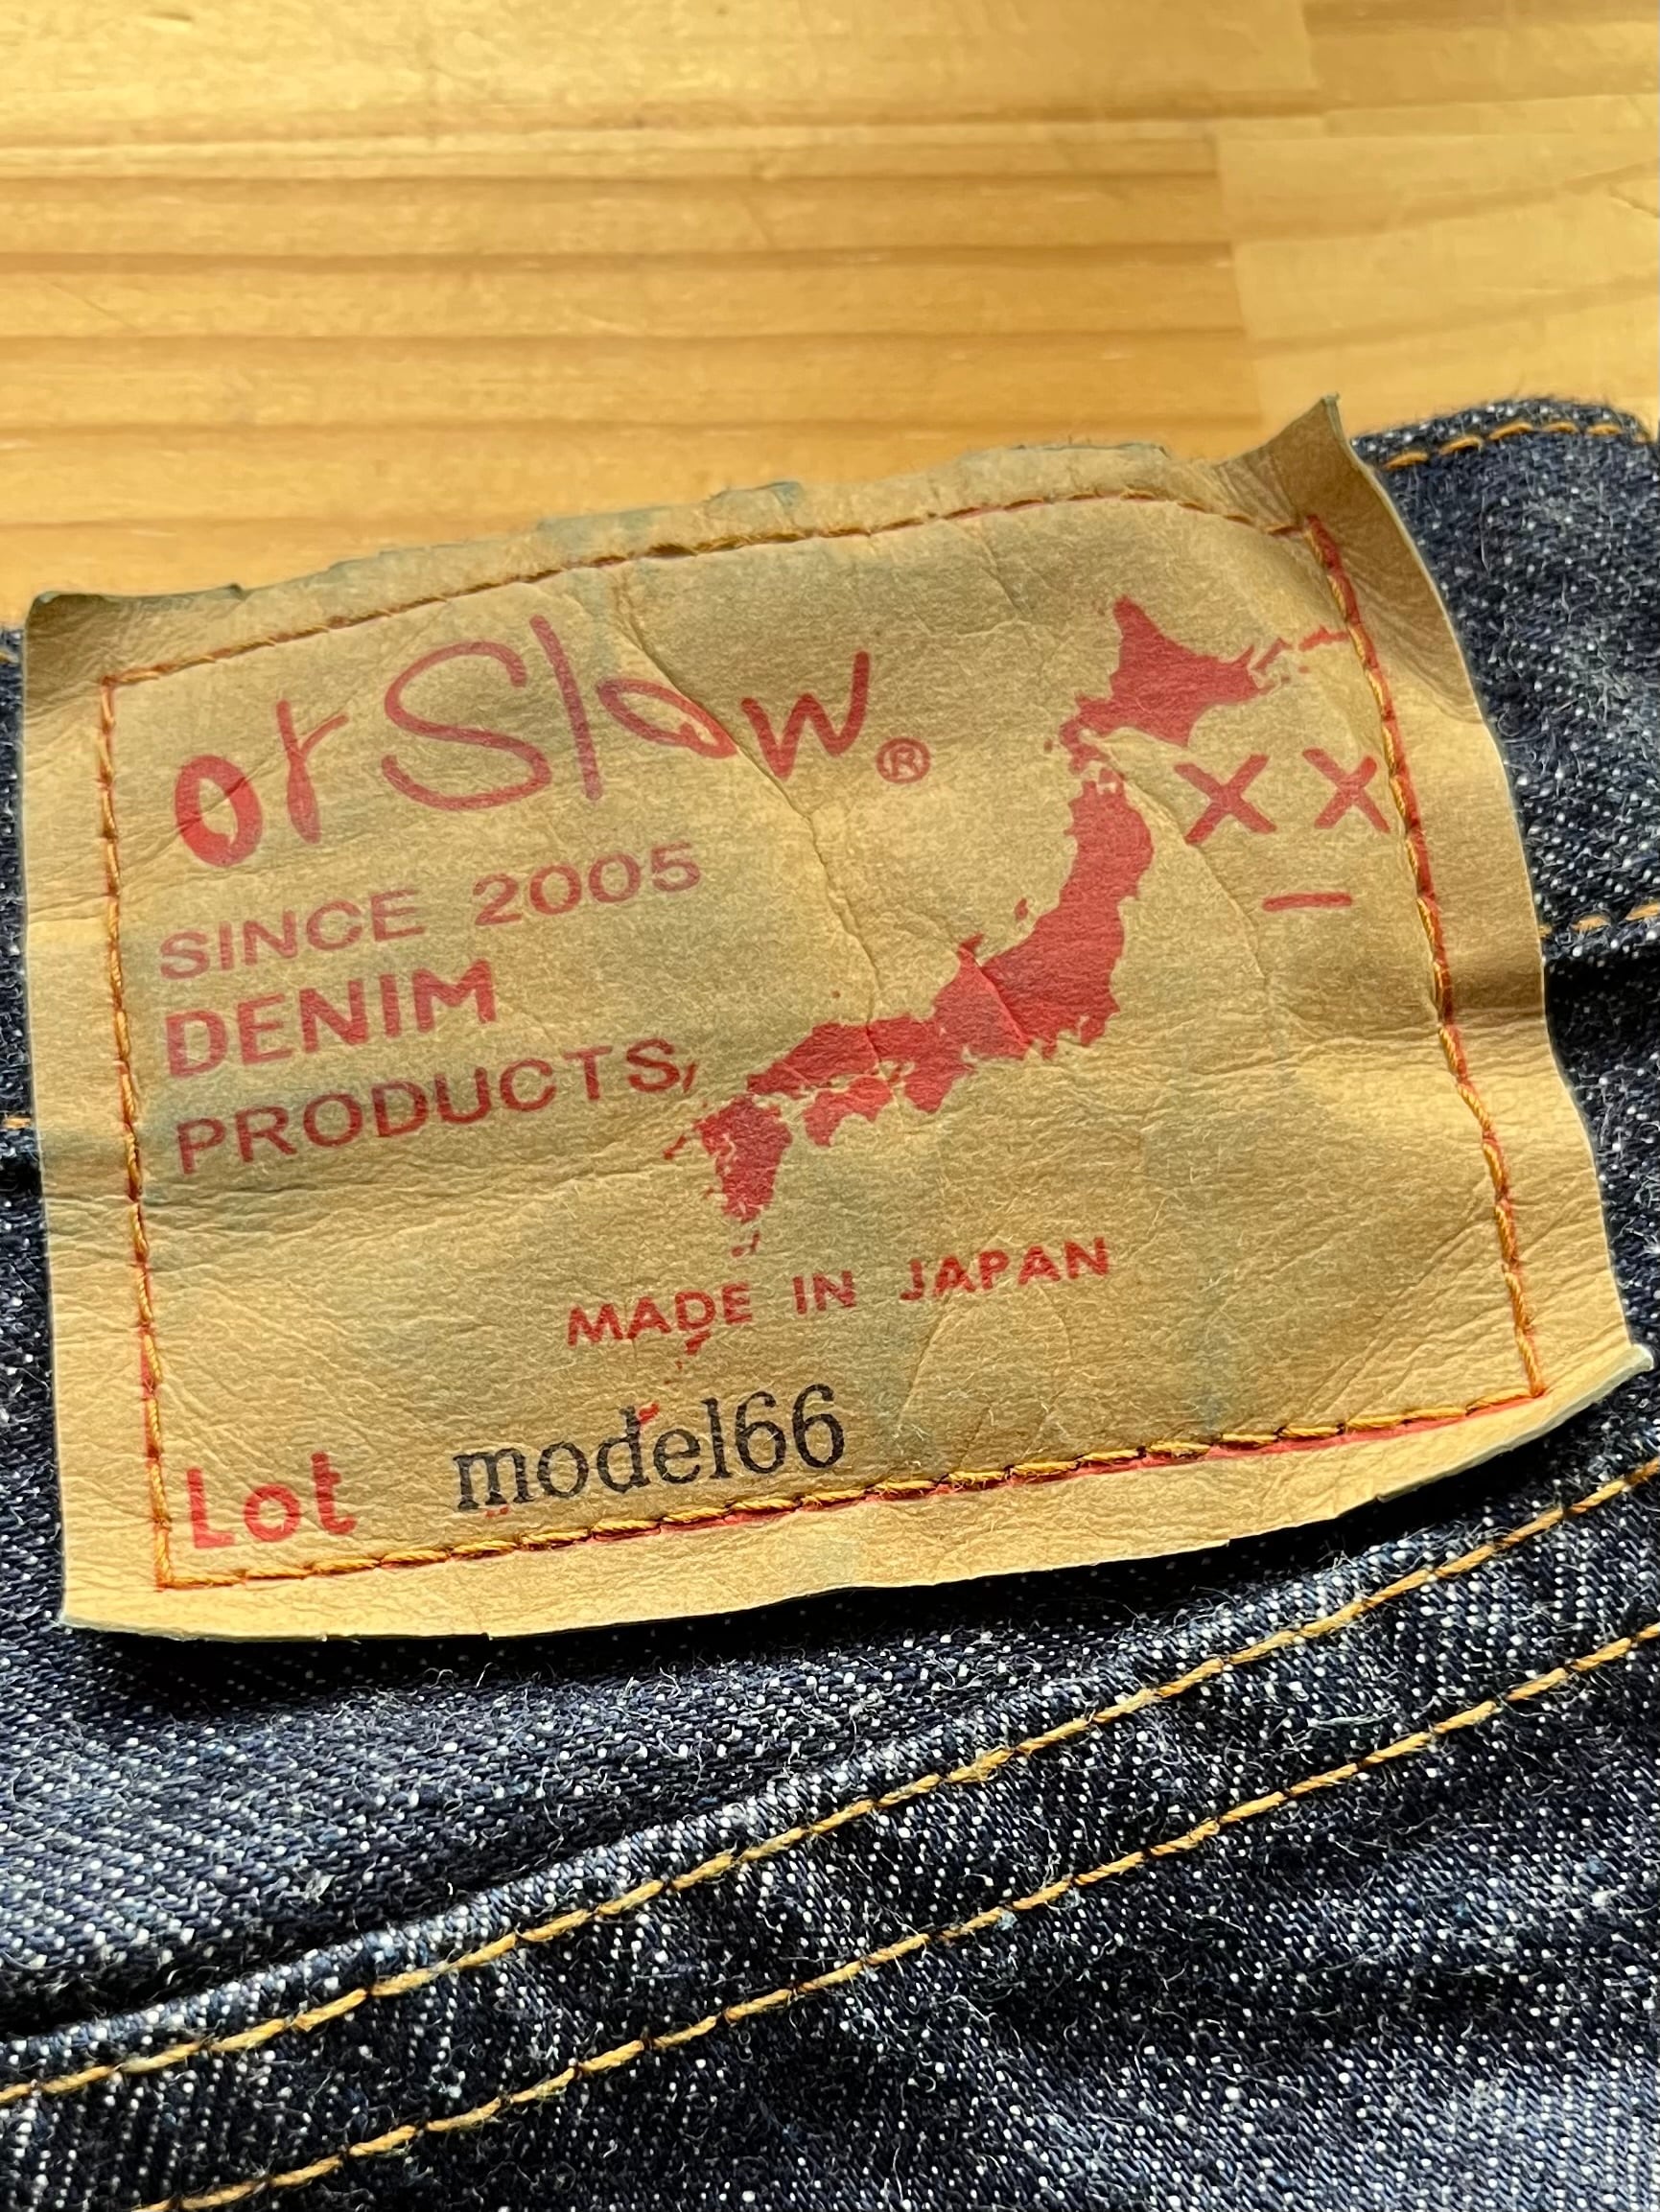 orSlow®
XX
SINCE 2005
DENIM
PRODUCTS,
MADE IN JAPAN
Lot model66